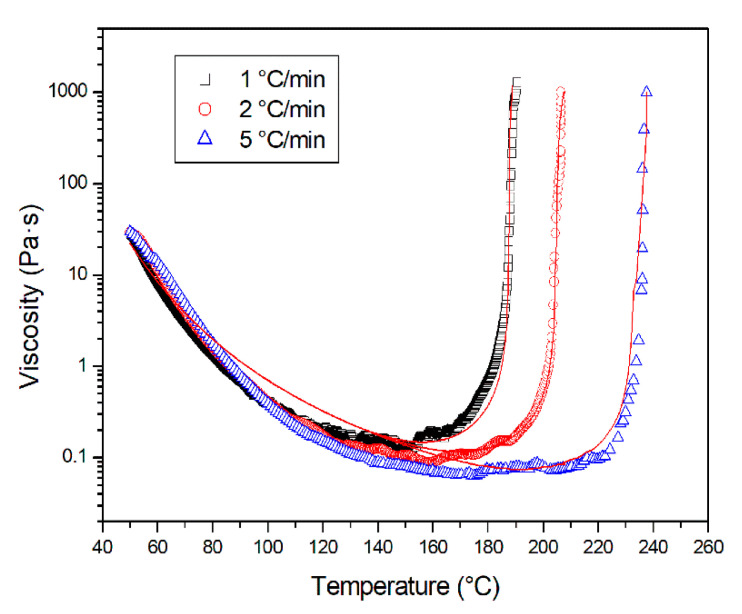 1 °C/min
2 °C/min
5 °C/min
1000
100
10
1
0.1
Viscosity (Pa·s)
40 60 80 100 120 140 160 180 200 220 240 260
Temperature (°C)